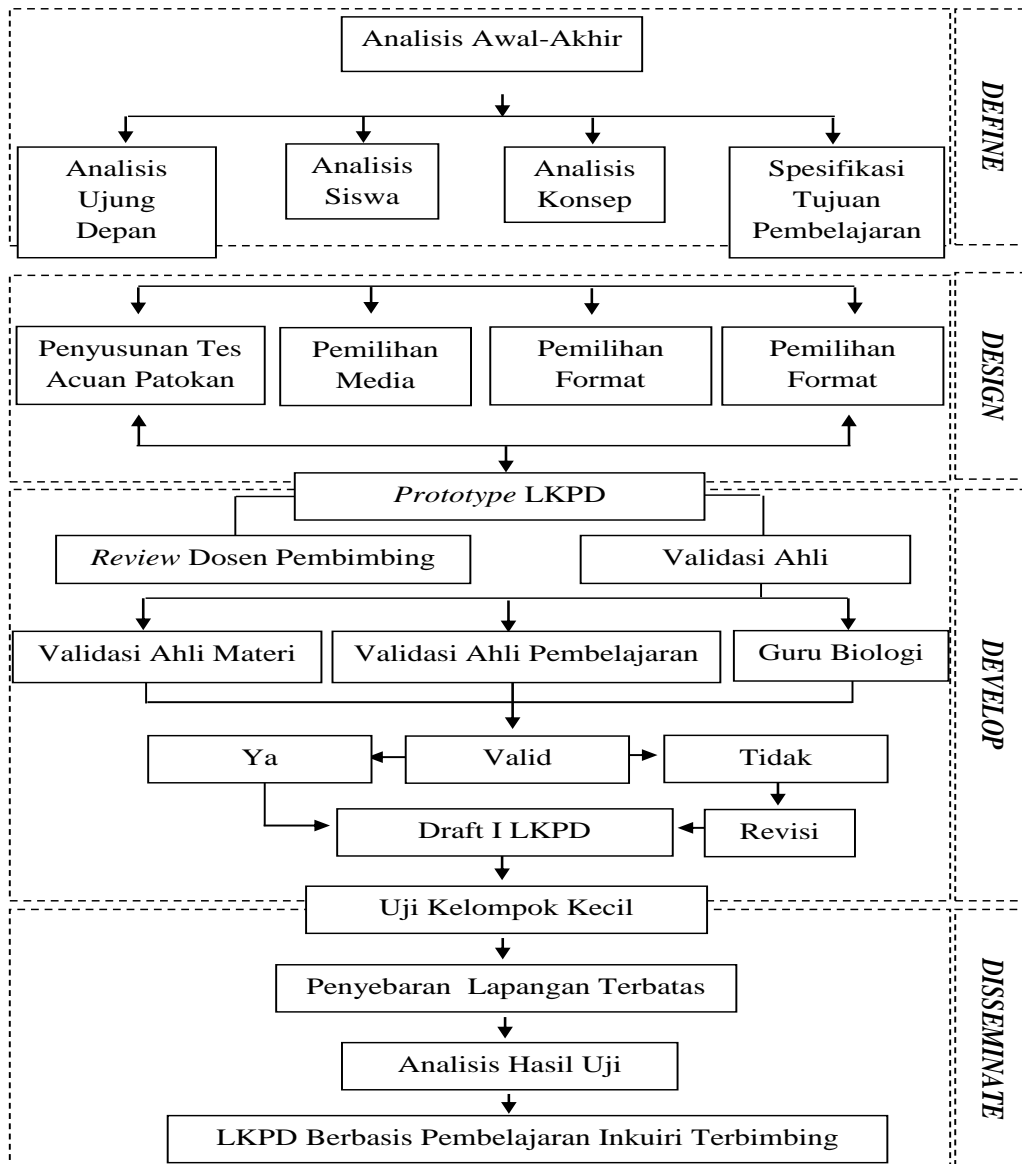 Analisis Awal-Akhir
DEFINE
Analisis
Ujung
Depan
Analisis
Siswa
Analisis
Konsep
Spesifikasi
Tujuan
Pembelajaran
DESIGN
Penyusunan Tes
Acuan Patokan
Pemilihan
Media
Pemilihan
Format
Pemilihan
Format
Prototype LKPD
DEVELOP
Review Dosen Pembimbing
Validasi Ahli
Validasi Ahli Materi
Validasi Ahli Pembelajaran
Guru Biologi
Ya
Valid
Tidak
Draft I LKPD
Revisi
Uji Kelompok Kecil
DISSEMINATE
Penyebaran Lapangan Terbatas
Analisis Hasil Uji
LKPD Berbasis Pembelajaran Inkuiri Terbimbing